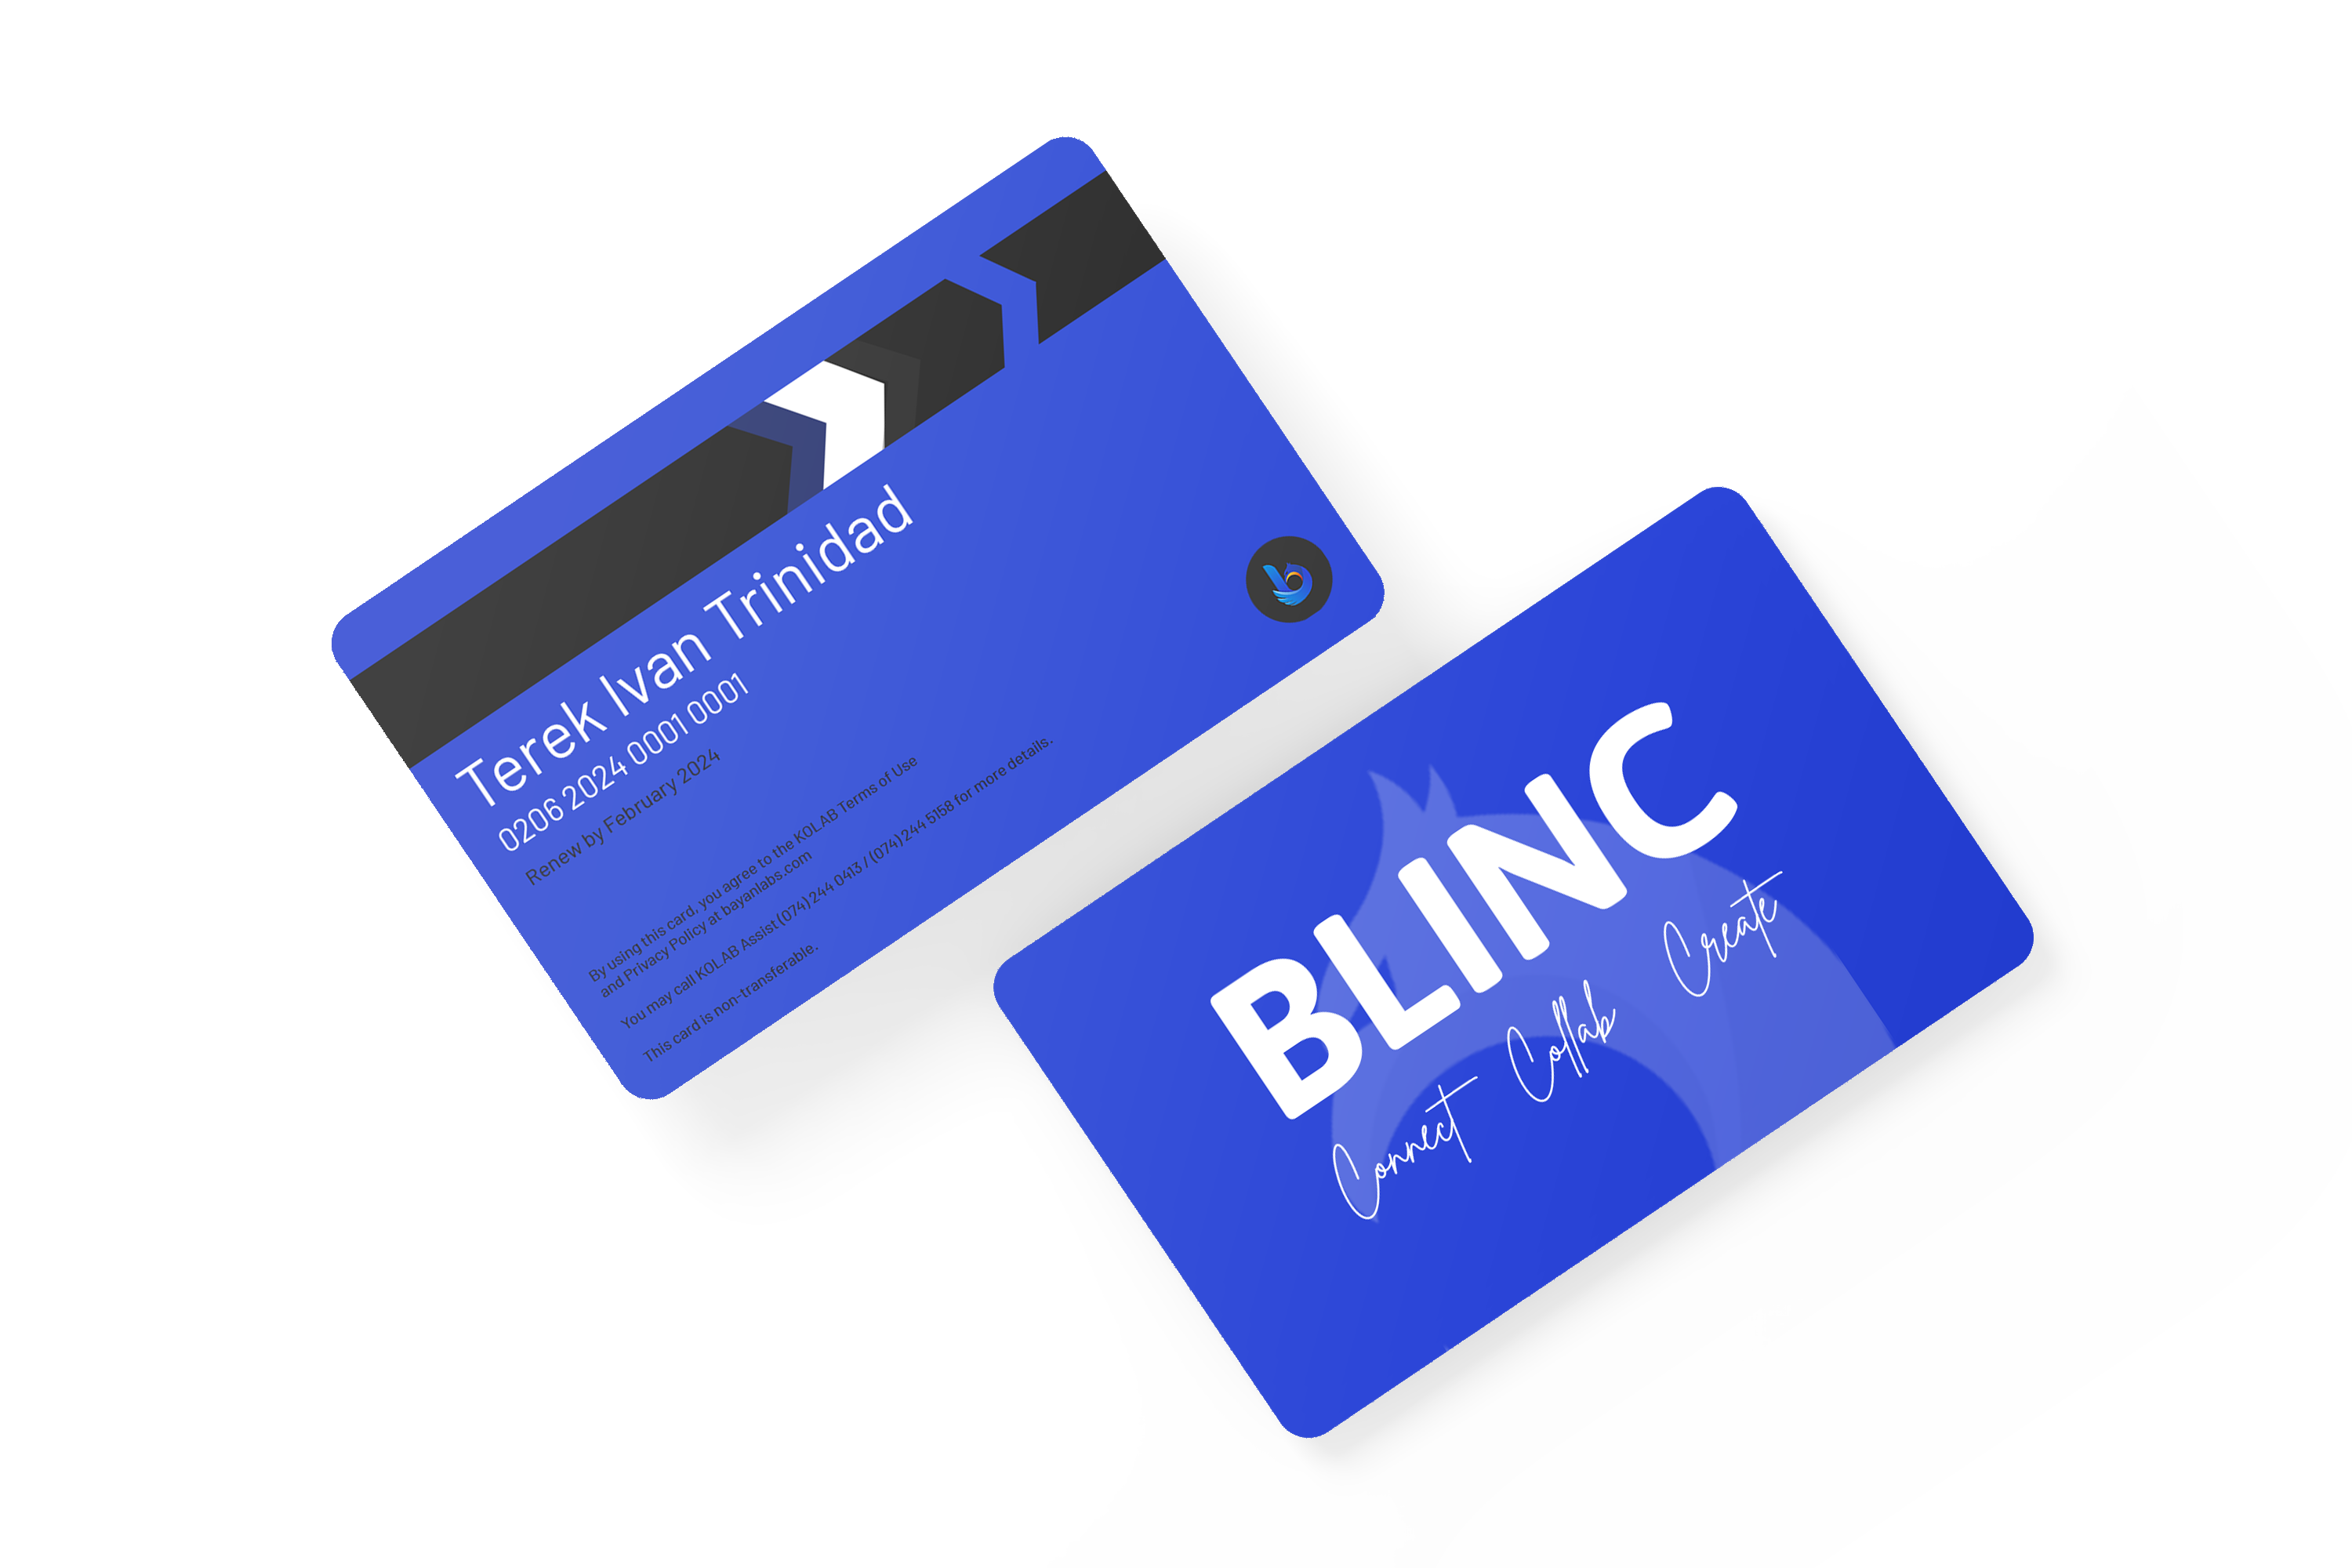 Terek Ivan Trinidad
0206 2024 0001 0001
Renew by February 2024
By using this card, you agree to the KOLAB Terms of Use
and Privacy Policy at bayanlabs.com
You may call KOLAB Assist (074) 244 0413 / (074) 244 5158 for more details.
This card is non-transferable.
BLINC
Connect Collab Create